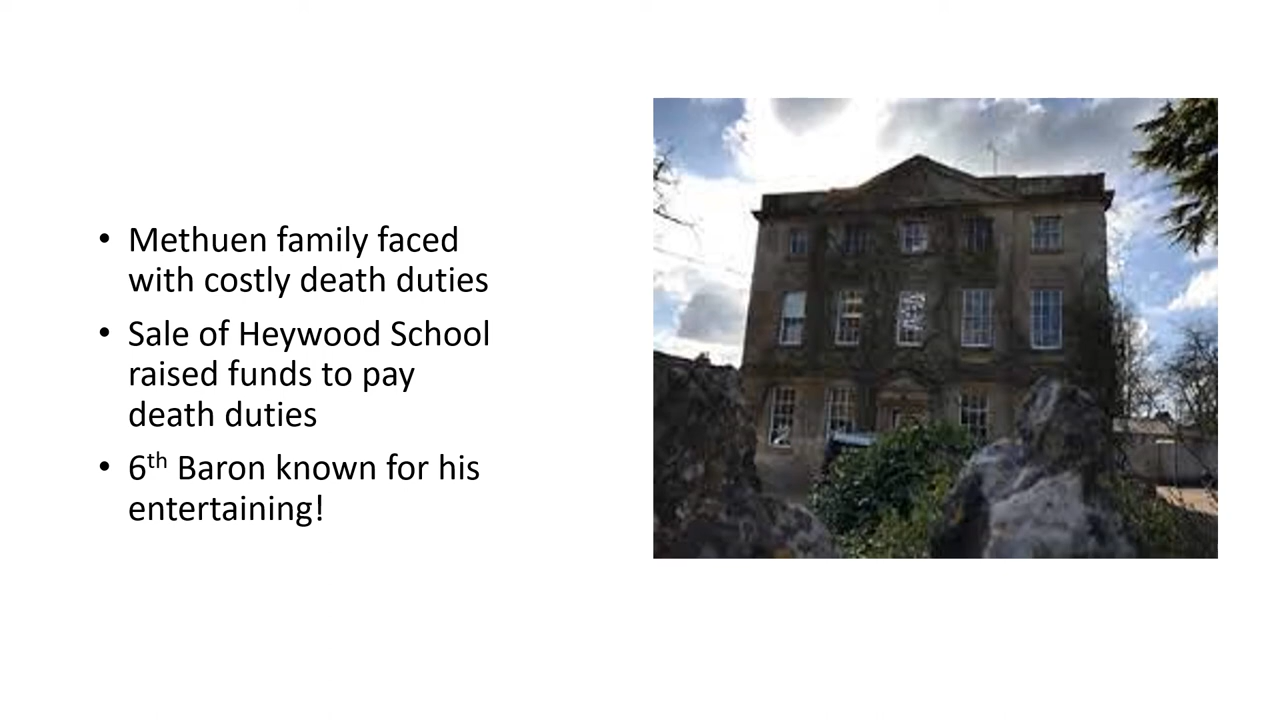 • Methuen family faced
with costly death duties
• Sale of Heywood School
raised funds to pay
death duties
• 6th Baron known for his
entertaining!